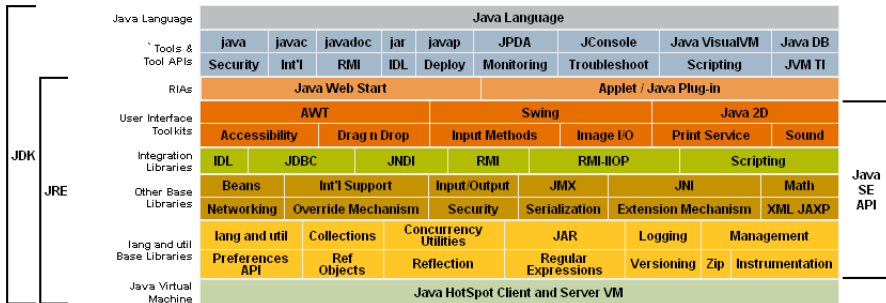 Java Language Java Language
`Tools & Tool APIs
java javac javadoc jar javap JPDA JConsole Java VisualVM Java DB
Security Int'l RMI IDL Deploy Monitoring Troubleshoot Scripting JVM TI
RIAs Java Web Start Applet / Java Plug-in
User Interface Toolkits
AWT Swing Java 2D
Accessibility Drag n Drop Input Methods Image I/O Print Service Sound
Integration Libraries
IDL JDBC JNDI RMI RMI-IIOP Scripting
Other Base Libraries
Beans Int'l Support Input/Output JMX JNI Math
Networking Override Mechanism Security Serialization Extension Mechanism XML JAXP
lang and util Base Libraries
lang and util Collections Concurrency Utilities JAR Logging Management
Preferences API Ref Objects Reflection Regular Expressions Versioning Zip Instrumentation
Java Virtual Machine
Java HotSpot Client and Server VM
JDK
JRE
Java SE API